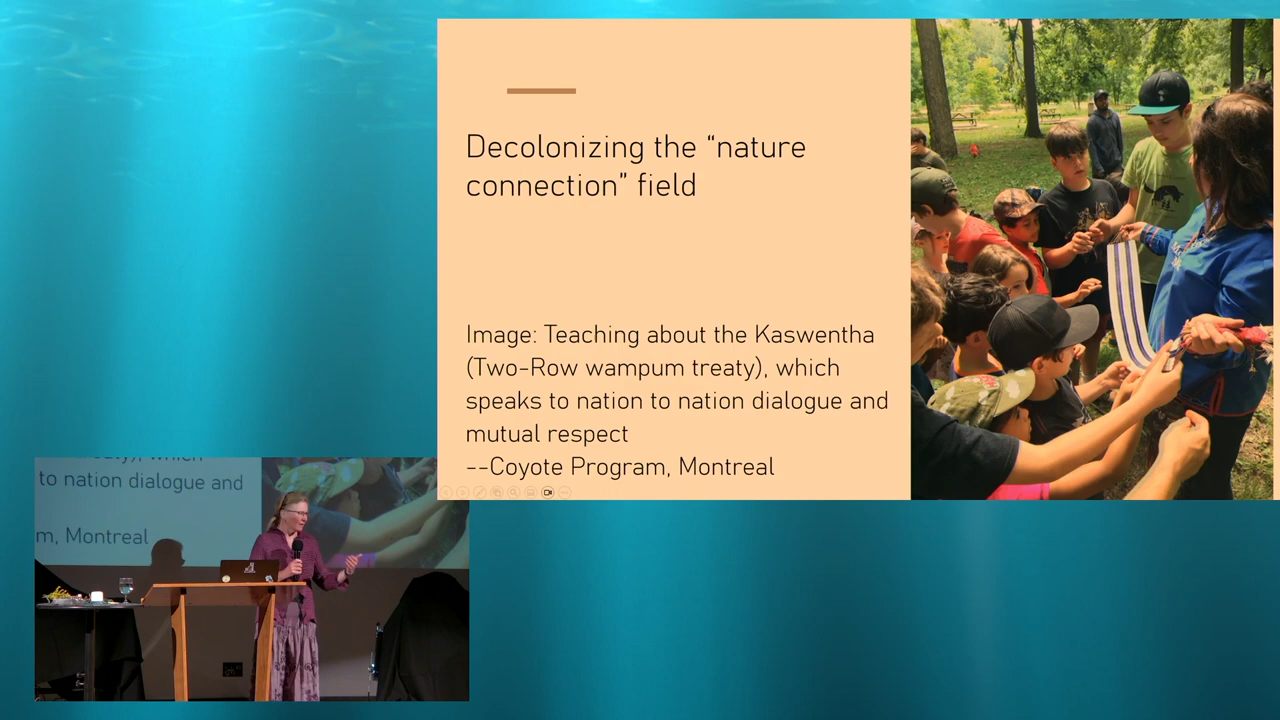 Decolonizing the “nature
connection” field
Image: Teaching about the Kaswentha
(Two-Row wampum treaty), which
speaks to nation to nation dialogue and
mutual respect
--Coyote Program, Montreal
to nation dialogue and
m, Montreal